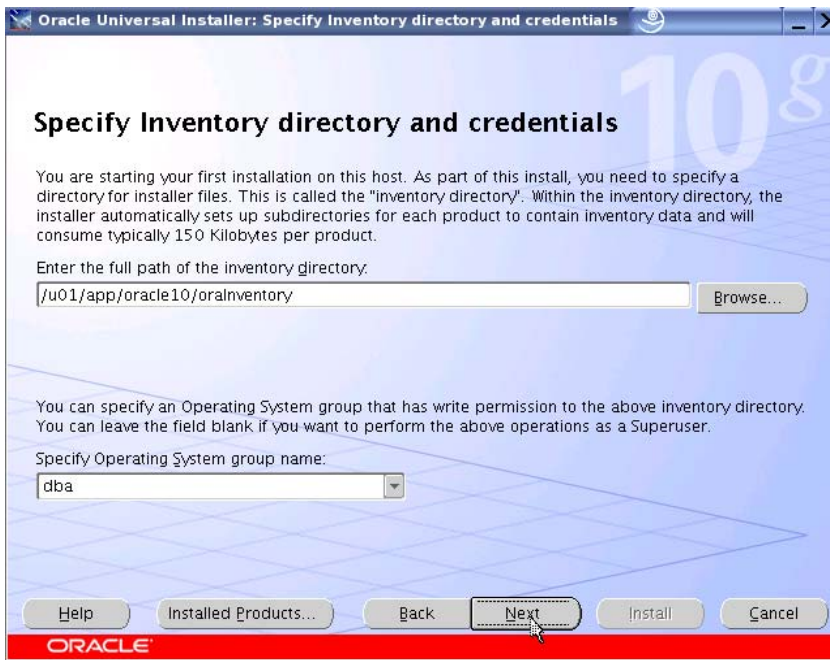 Oracle Universal Installer: Specify Inventory directory and credentials
10g
Specify Inventory directory and credentials
You are starting your first installation on this host. As part of this install, you need to specify a
directory for installer files. This is called the "inventory directory". Within the inventory directory, the
installer automatically sets up subdirectories for each product to contain inventory data and will
consume typically 150 Kilobytes per product.
Enter the full path of the inventory directory:
/u01/app/oracle10/oraInventory
Browse...
You can specify an Operating System group that has write permission to the above inventory directory.
You can leave the field blank if you want to perform the above operations as a Superuser.
Specify Operating System group name:
dba
Help
Installed Products...
Back
Next
Install
Cancel
ORACLE